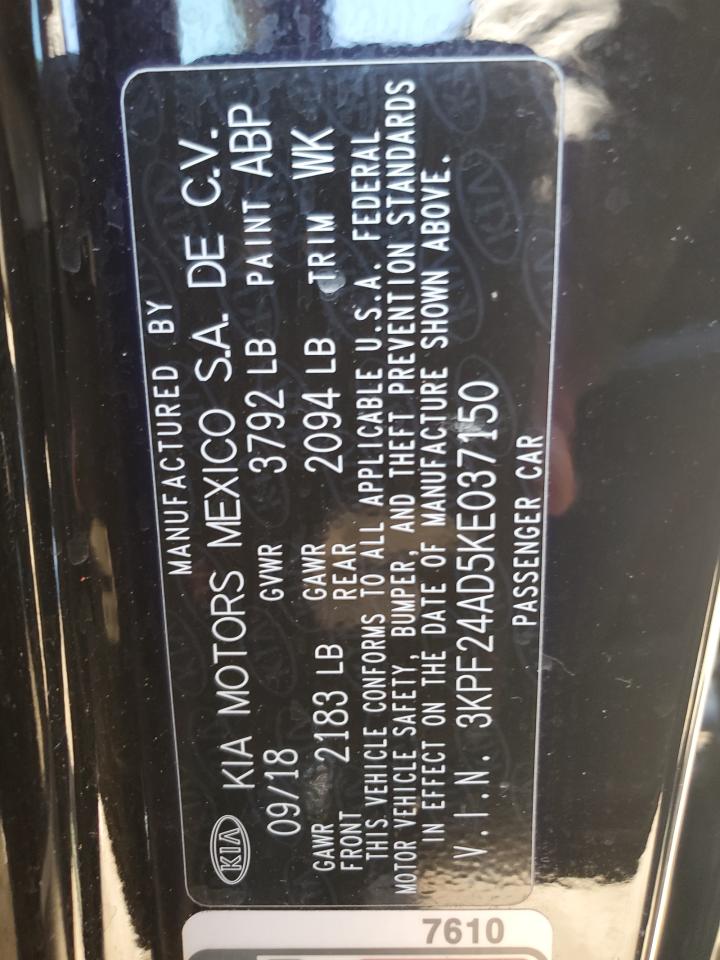 MANUFACTURED BY
KIA KIA MOTORS MEXICO S.A. DE C.V.
09/18 GVWR 3792 LB PAINT ABP
GAWR FRONT 2183 LB GAWR REAR 2094 LB TRIM WK
THIS VEHICLE CONFORMS TO ALL APPLICABLE U.S.A. FEDERAL
MOTOR VEHICLE SAFETY, BUMPER, AND THEFT PREVENTION STANDARDS
IN EFFECT ON THE DATE OF MANUFACTURE SHOWN ABOVE.
V.I.N. 3KPF24AD5KE037150
PASSENGER CAR
7610